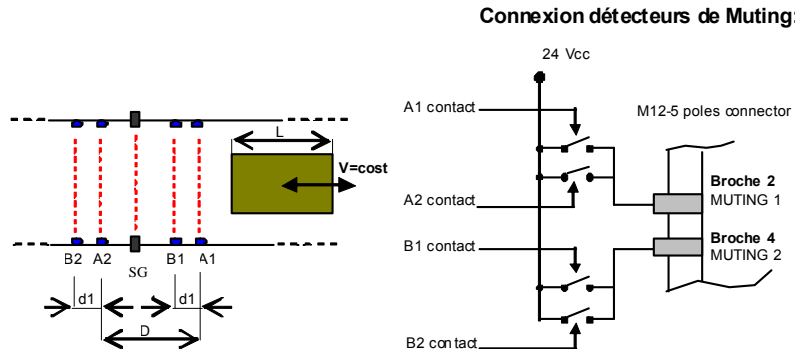 Connexion détecteurs de Muting:
24 Vcc
A1 contact
M12-5 poles connector
L
V=cost
Broche 2
MUTING 1
A2 contact
B1 contact
Broche 4
MUTING 2
B2 A2 SG B1 A1
d1 d1
D
B2 contact